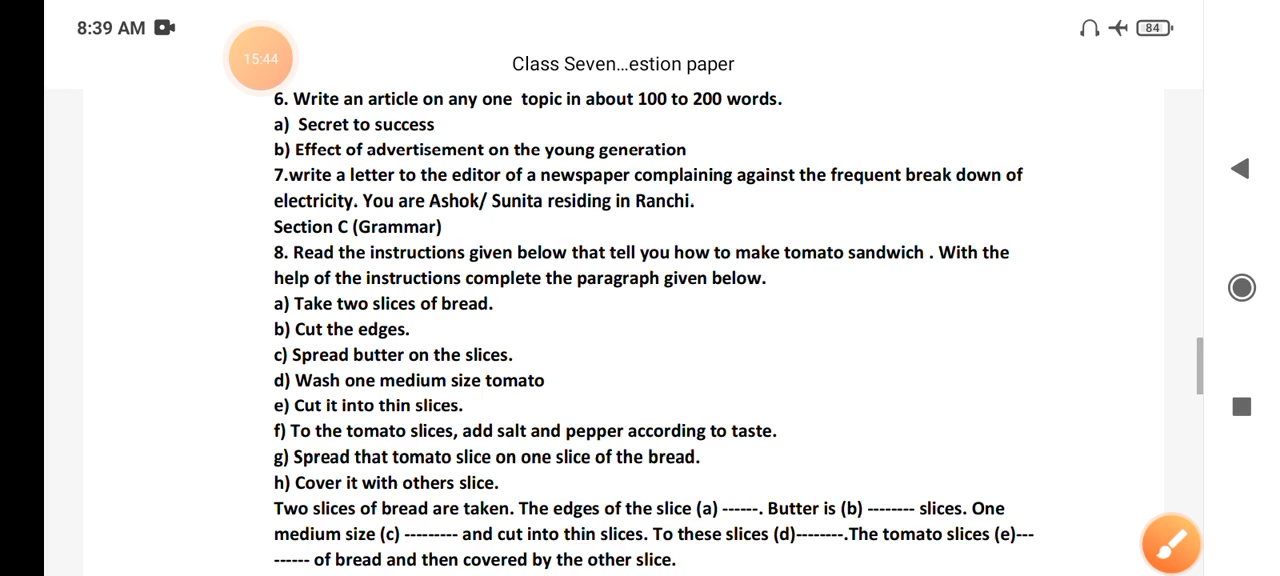 8:39 AM
84
15:44
Class Seven...estion paper
6. Write an article on any one topic in about 100 to 200 words.
a) Secret to success
b) Effect of advertisement on the young generation
7.write a letter to the editor of a newspaper complaining against the frequent break down of
electricity. You are Ashok/ Sunita residing in Ranchi.
Section C (Grammar)
8. Read the instructions given below that tell you how to make tomato sandwich . With the
help of the instructions complete the paragraph given below.
a) Take two slices of bread.
b) Cut the edges.
c) Spread butter on the slices.
d) Wash one medium size tomato
e) Cut it into thin slices.
f) To the tomato slices, add salt and pepper according to taste.
g) Spread that tomato slice on one slice of the bread.
h) Cover it with others slice.
Two slices of bread are taken. The edges of the slice (a) ------. Butter is (b) -------- slices. One
medium size (c) --------- and cut into thin slices. To these slices (d)--------.The tomato slices (e)---
------ of bread and then covered by the other slice.